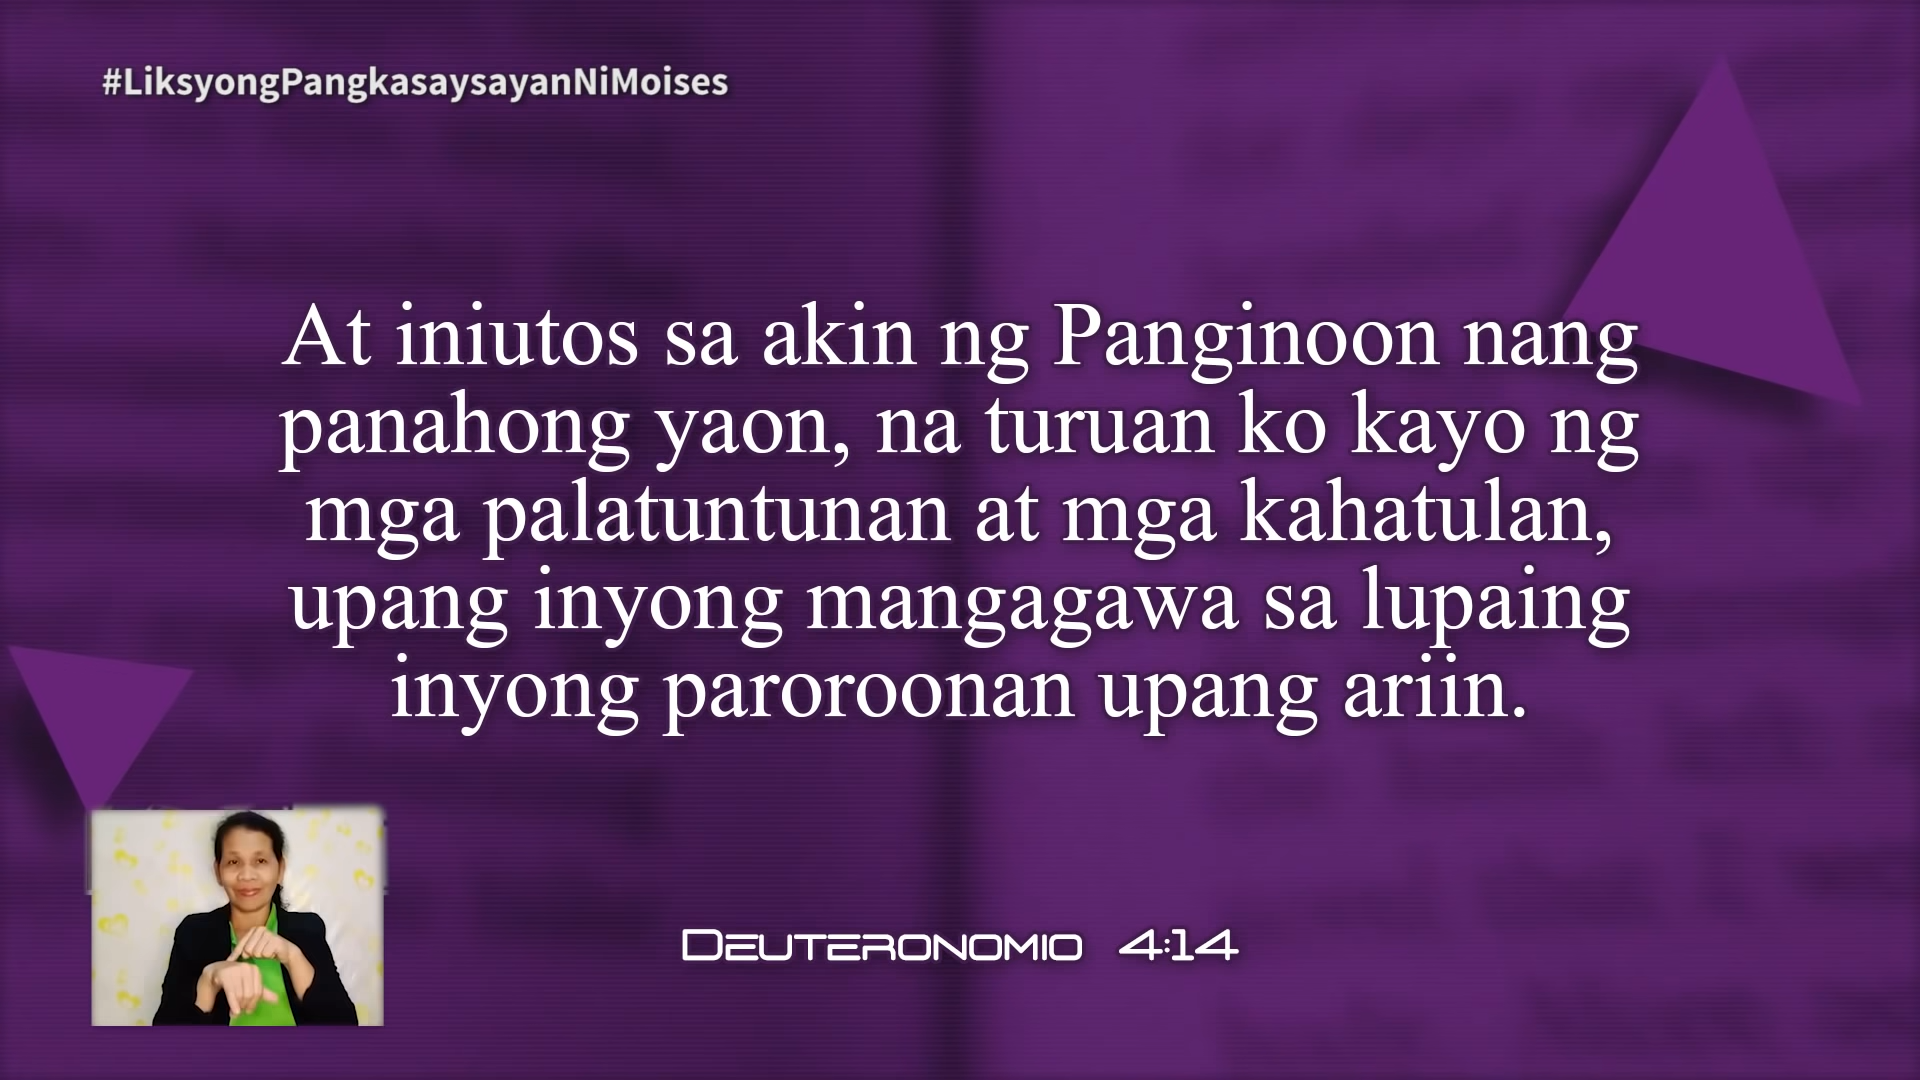 #LiksyongPangkasaysayanNiMoises
At iniutos sa akin ng Panginoon nang
panahong yaon, na turuan ko kayo ng
mga palatuntunan at mga kahatulan,
upang inyong mangagawa sa lupaing
inyong paroroonan upang ariin.
Deuteronomio 4:14